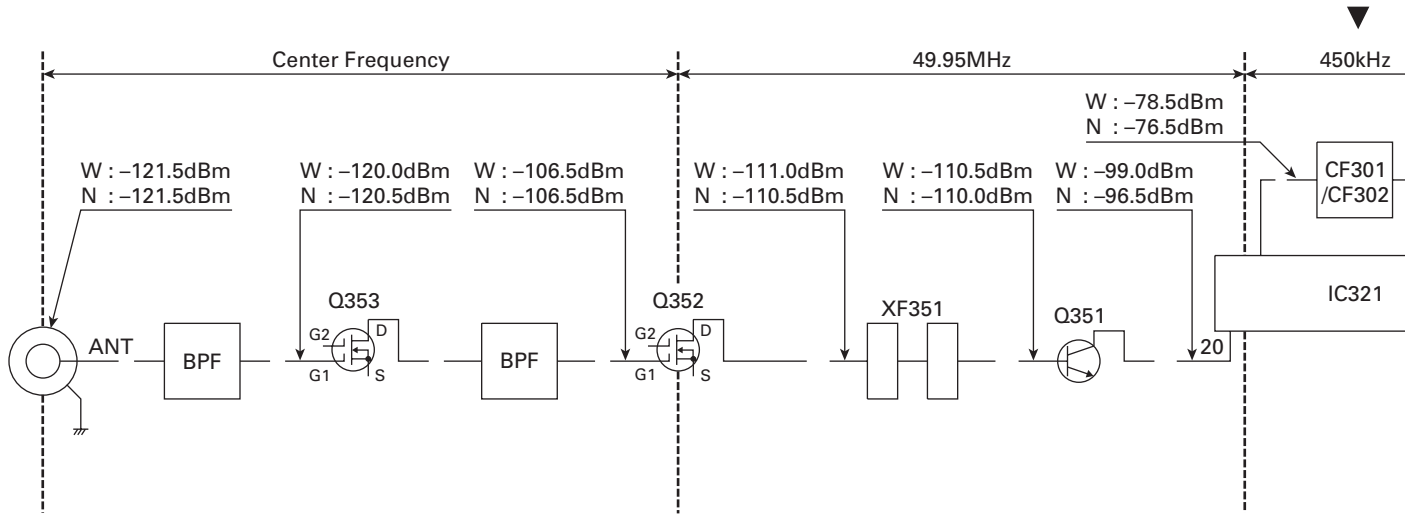 Center Frequency
49.95MHz
450kHz
W : –78.5dBm
N : –76.5dBm
W : –121.5dBm
N : –121.5dBm
W : –120.0dBm
N : –120.5dBm
W : –106.5dBm
N : –106.5dBm
W : –111.0dBm
N : –110.5dBm
W : –110.5dBm
N : –110.0dBm
W : –99.0dBm
N : –96.5dBm
CF301
/CF302
IC321
Q353
Q352
XF351
Q351
ANT
BPF
G2
D
G1
S
BPF
G2
D
G1
S
20